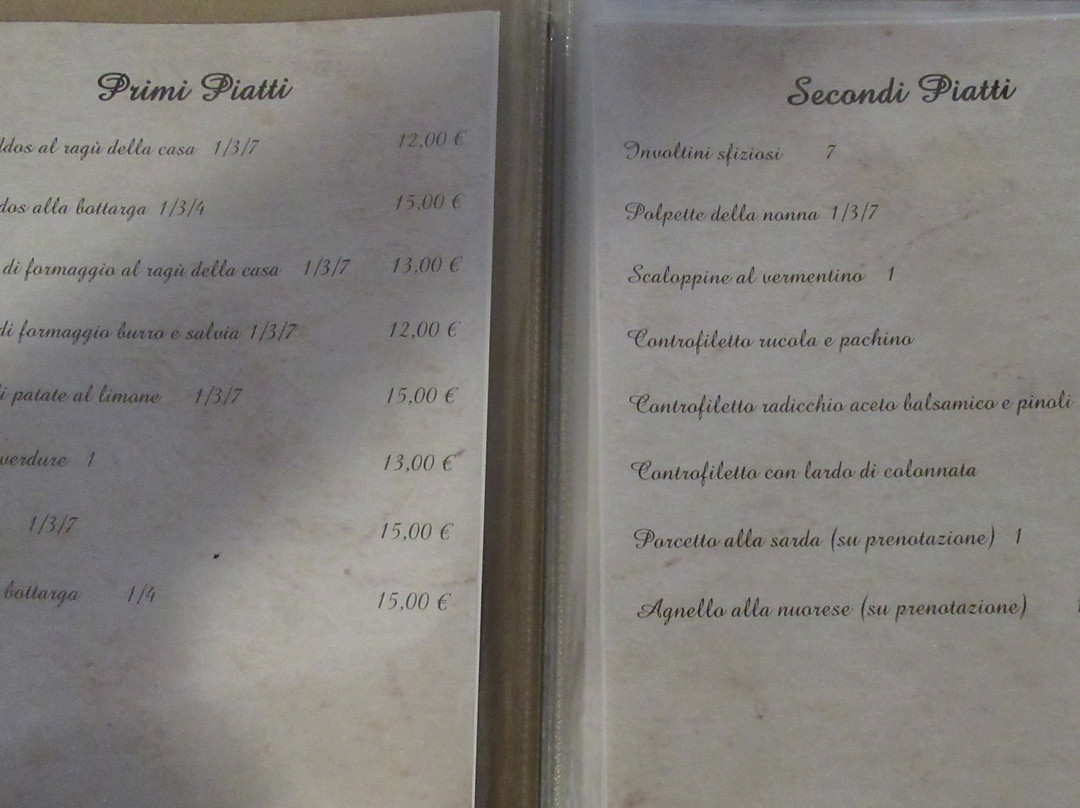 Primi Piatti
al ragù della casa 1/3/7 12,00 €
alla bottarga 1/3/4 15,00 €
di formaggio al ragù della casa 1/3/7 13,00 €
di formaggio burro e salvia 1/3/7 12,00 €
patate al limone 1/3/7 15,00 €
verdure 1 13,00 €
1/3/7 15,00 €
bottarga 1/4 15,00 €
Secondi Piatti
Involtini sfiziosi 7
Polpette della nonna 1/3/7
Scaloppine al vermentino 1
Controfiletto rucola e pachino
Controfiletto radicchio aceto balsamico e pinoli
Controfiletto con lardo di colonnata
Porcetto alla sarda (su prenotazione) 1
Agnello alla nuorese (su prenotazione)